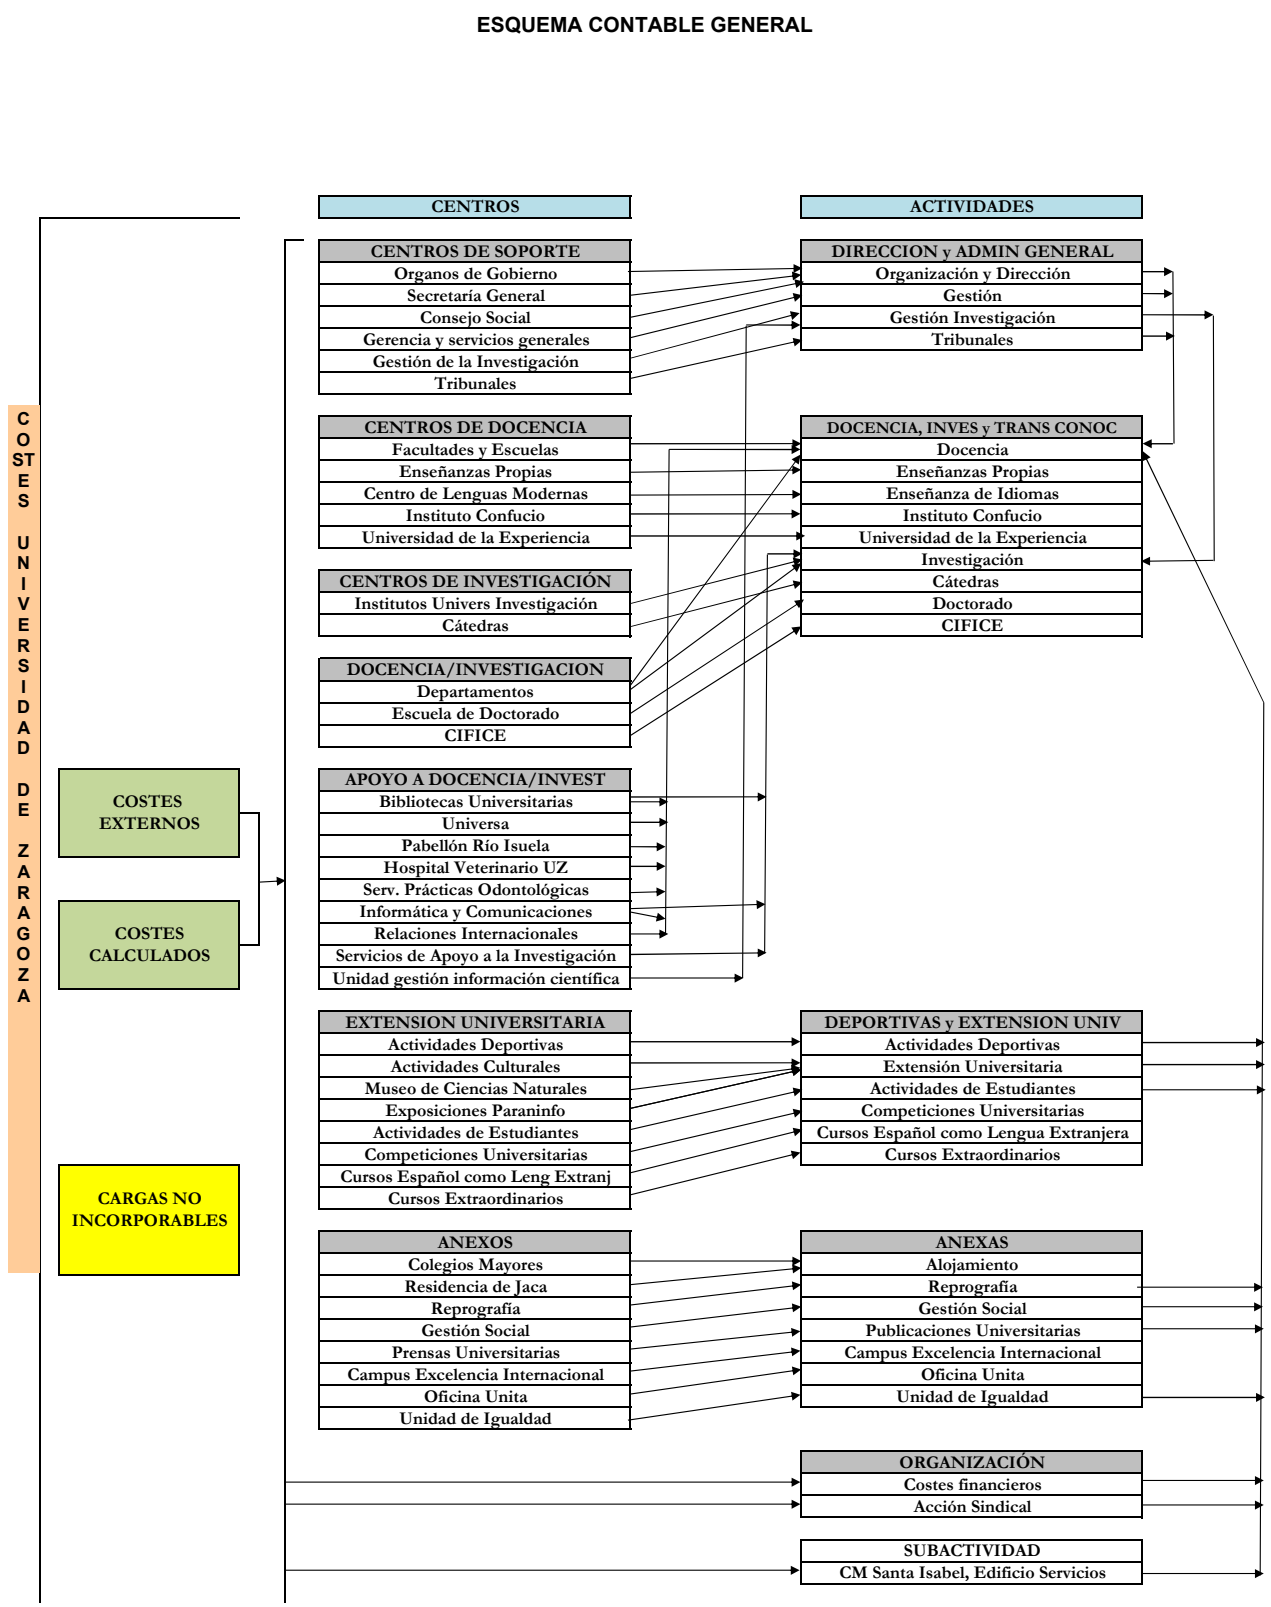 ESQUEMA CONTABLE GENERAL
COSTES UNIVERSIDAD DE ZARAGOZA
COSTES
EXTERNOS
COSTES
CALCULADOS
CARGAS NO
INCORPORABLES
CENTROS
CENTROS DE SOPORTE
Organos de Gobierno
Secretaría General
Consejo Social
Gerencia y servicios generales
Gestión de la Investigación
Tribunales
CENTROS DE DOCENCIA
Facultades y Escuelas
Enseñanzas Propias
Centro de Lenguas Modernas
Instituto Confucio
Universidad de la Experiencia
CENTROS DE INVESTIGACIÓN
Institutos Univers Investigación
Cátedras
DOCENCIA/INVESTIGACION
Departamentos
Escuela de Doctorado
CIFICE
APOYO A DOCENCIA/INVEST
Bibliotecas Universitarias
Universa
Pabellón Río Isuela
Hospital Veterinario UZ
Serv. Prácticas Odontológicas
Informática y Comunicaciones
Relaciones Internacionales
Servicios de Apoyo a la Investigación
Unidad gestión información científica
EXTENSION UNIVERSITARIA
Actividades Deportivas
Actividades Culturales
Museo de Ciencias Naturales
Exposiciones Paraninfo
Actividades de Estudiantes
Competiciones Universitarias
Cursos Español como Leng Extranj
Cursos Extraordinarios
ANEXOS
Colegios Mayores
Residencia de Jaca
Reprografía
Gestión Social
Prensas Universitarias
Campus Excelencia Internacional
Oficina Unita
Unidad de Igualdad
ACTIVIDADES
DIRECCION y ADMIN GENERAL
Organización y Dirección
Gestión
Gestión Investigación
Tribunales
DOCENCIA, INVES y TRANS CONOC
Docencia
Enseñanzas Propias
Enseñanza de Idiomas
Instituto Confucio
Universidad de la Experiencia
Investigación
Cátedras
Doctorado
CIFICE
DEPORTIVAS y EXTENSION UNIV
Actividades Deportivas
Extensión Universitaria
Actividades de Estudiantes
Competiciones Universitarias
Cursos Español como Lengua Extranjera
Cursos Extraordinarios
ANEXAS
Alojamiento
Reprografía
Gestión Social
Publicaciones Universitarias
Campus Excelencia Internacional
Oficina Unita
Unidad de Igualdad
ORGANIZACIÓN
Costes financieros
Acción Sindical
SUBACTIVIDAD
CM Santa Isabel, Edificio Servicios